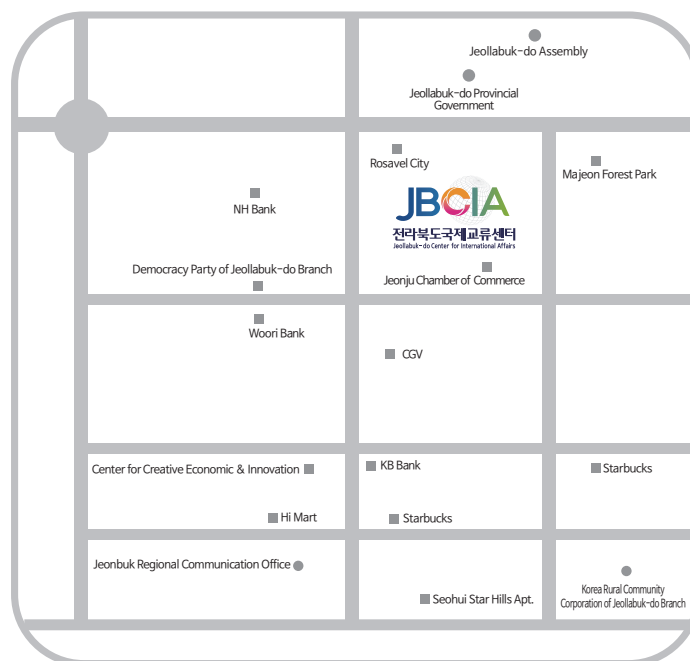 Jeollabuk-do Assembly
Jeollabuk-do Provincial
Government
Rosavel City
Majeon Forest Park
JBCIA
전라북도국제교류센터
Jeollabuk-do Center for International Affairs
NH Bank
Democracy Party of Jeollabuk-do Branch
Jeonju Chamber of Commerce
Woori Bank
CGV
Center for Creative Economic & Innovation
KB Bank
Starbucks
Hi Mart
Starbucks
Jeonbuk Regional Communication Office
Seohui Star Hills Apt.
Korea Rural Community
Corporation of Jeollabuk-do Branch